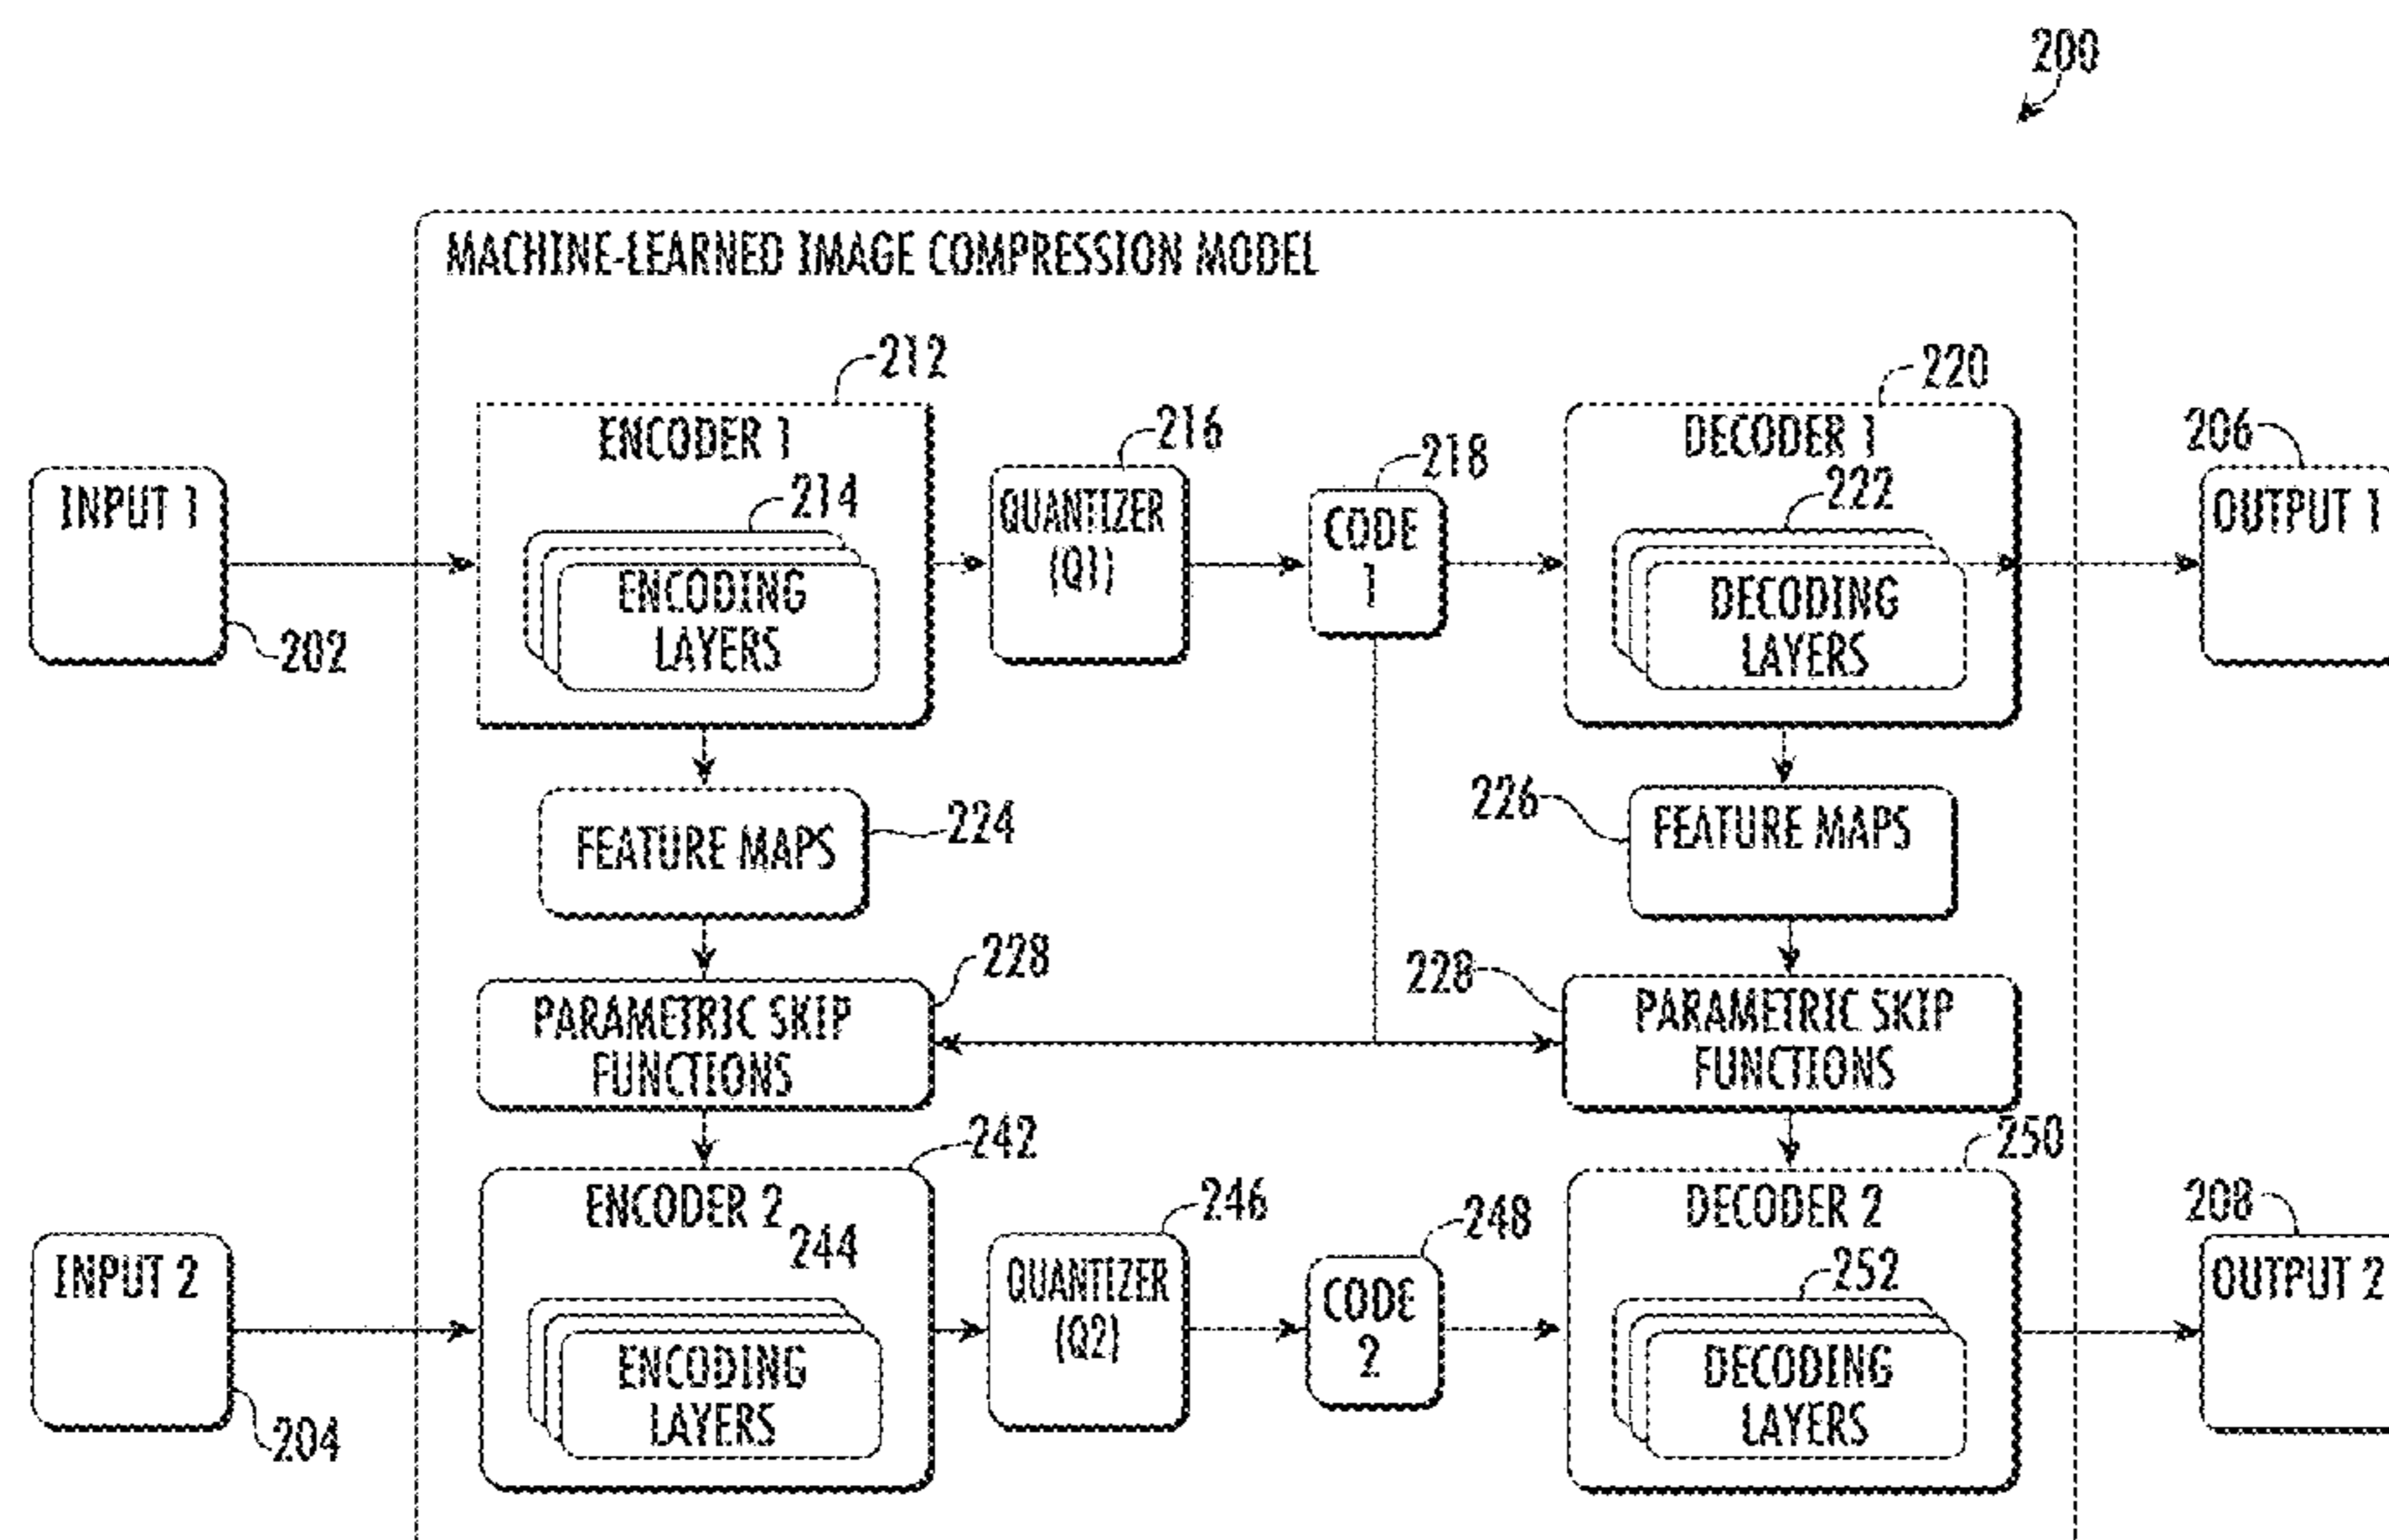 200
MACHINE-LEARNED IMAGE COMPRESSION MODEL
212
220
ENCODER 1
216
DECODER 1
206
218
214
222
INPUT 1
QUANTIZER
(Q1)
CODE
1
OUTPUT 1
ENCODING
LAYERS
DECODING
LAYERS
202
224
226
FEATURE MAPS
FEATURE MAPS
228
228
PARAMETRIC SKIP
FUNCTIONS
PARAMETRIC SKIP
FUNCTIONS
242
250
ENCODER 2
246
248
DECODER 2
208
244
252
INPUT 2
QUANTIZER
(Q2)
CODE
2
OUTPUT 2
ENCODING
LAYERS
DECODING
LAYERS
204